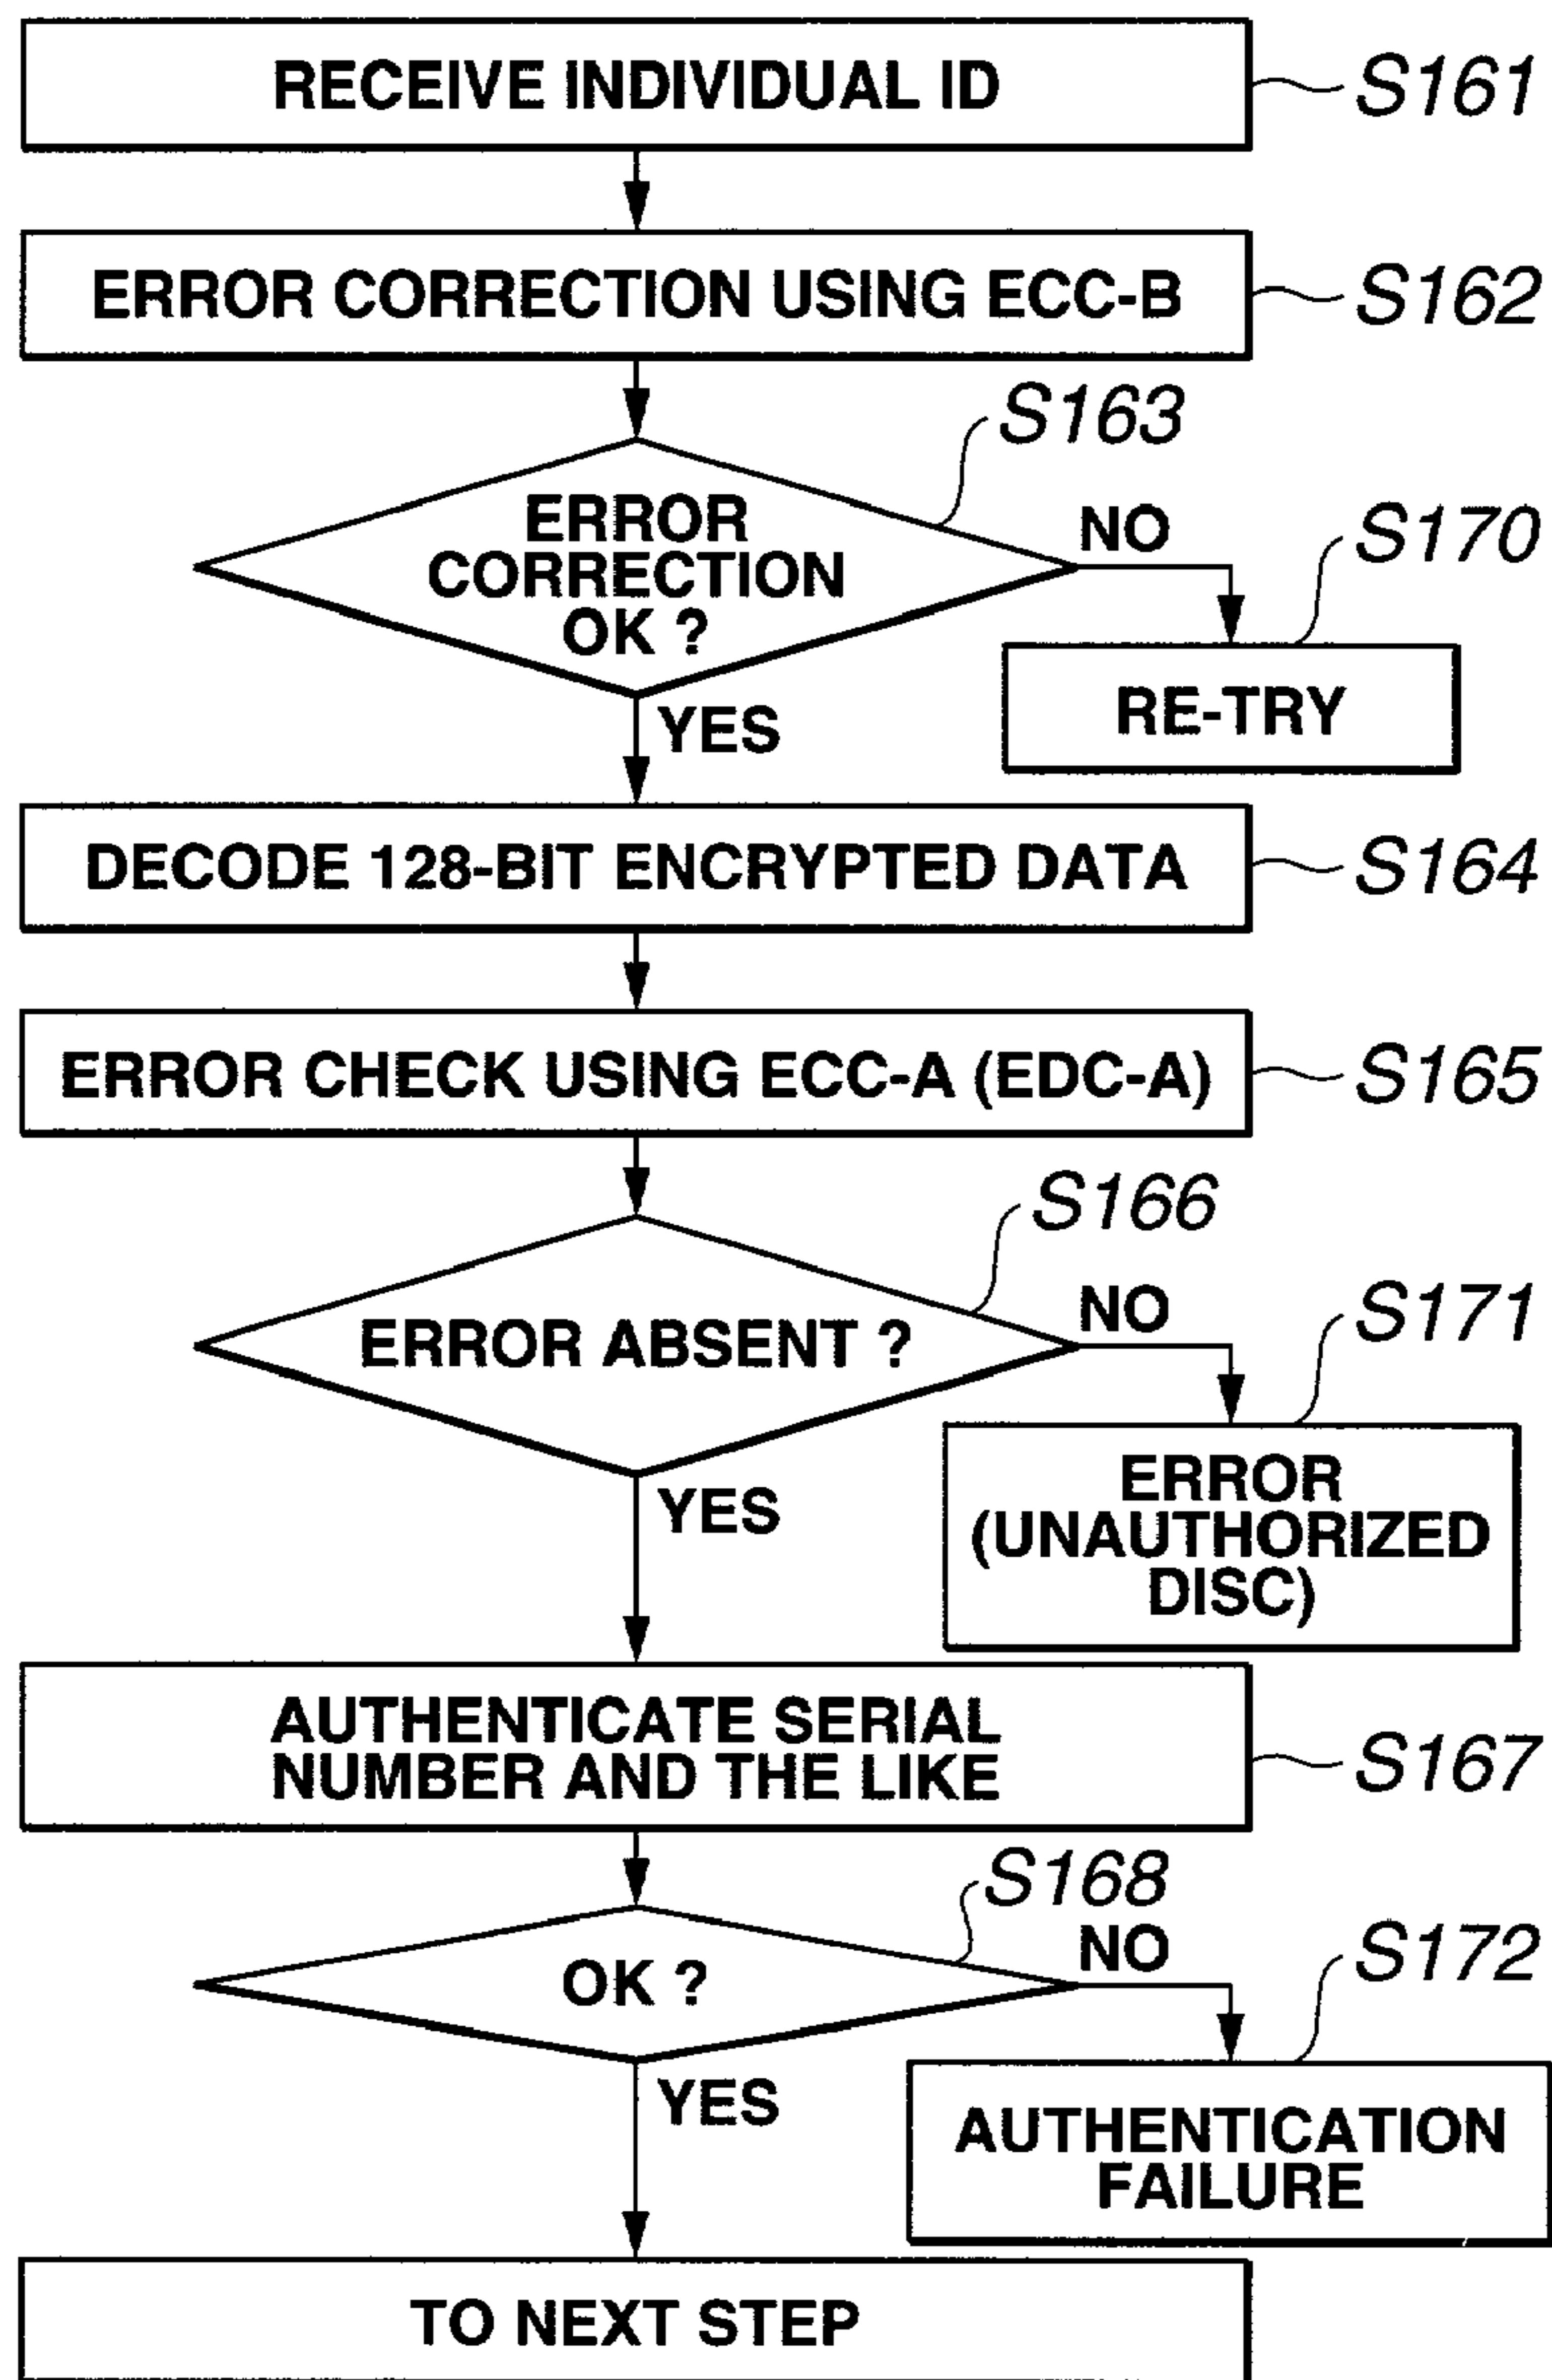 RECEIVE INDIVIDUAL ID
S161
ERROR CORRECTION USING ECC-B
S162
S163
ERROR
CORRECTION
OK ?
NO
S170
RE-TRY
YES
DECODE 128-BIT ENCRYPTED DATA
S164
ERROR CHECK USING ECC-A (EDC-A)
S165
S166
ERROR ABSENT ?
NO
S171
ERROR
(UNAUTHORIZED
DISC)
YES
AUTHENTICATE SERIAL
NUMBER AND THE LIKE
S167
S168
OK ?
NO
S172
AUTHENTICATION
FAILURE
YES
TO NEXT STEP